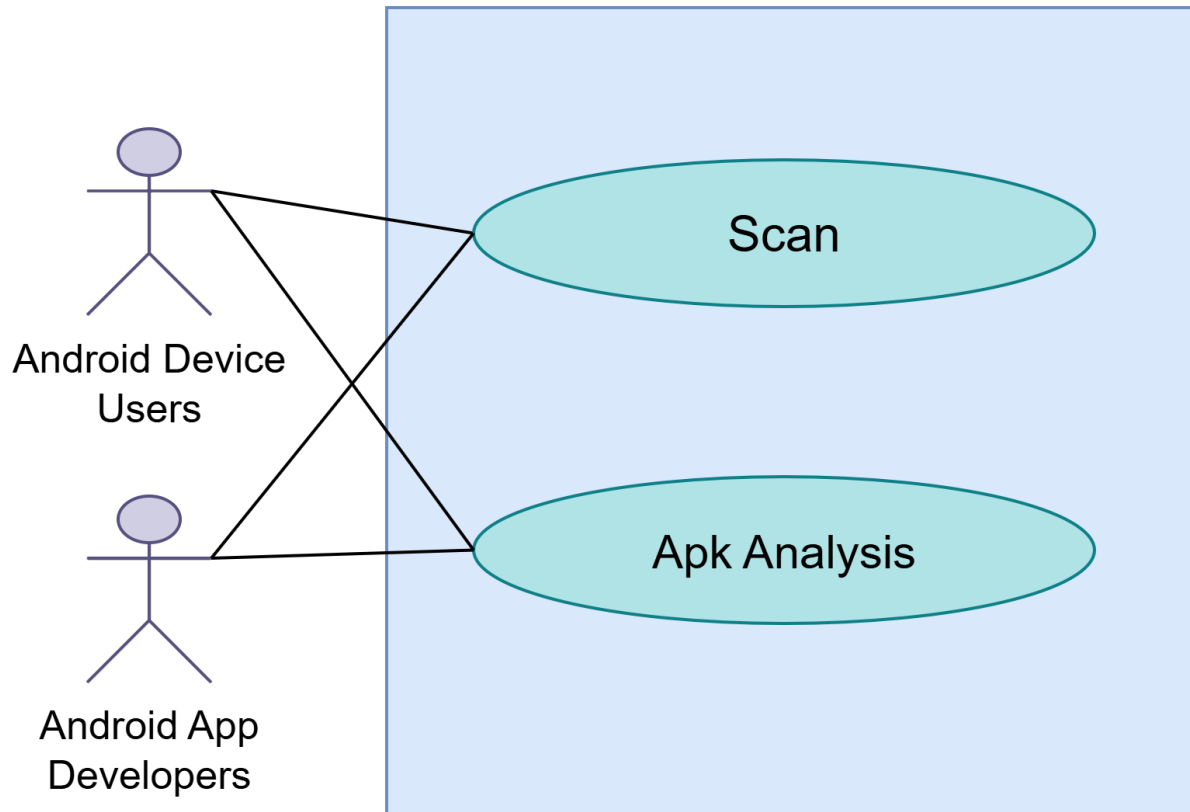 Scan
Android Device
Users
Apk Analysis
Android App
Developers